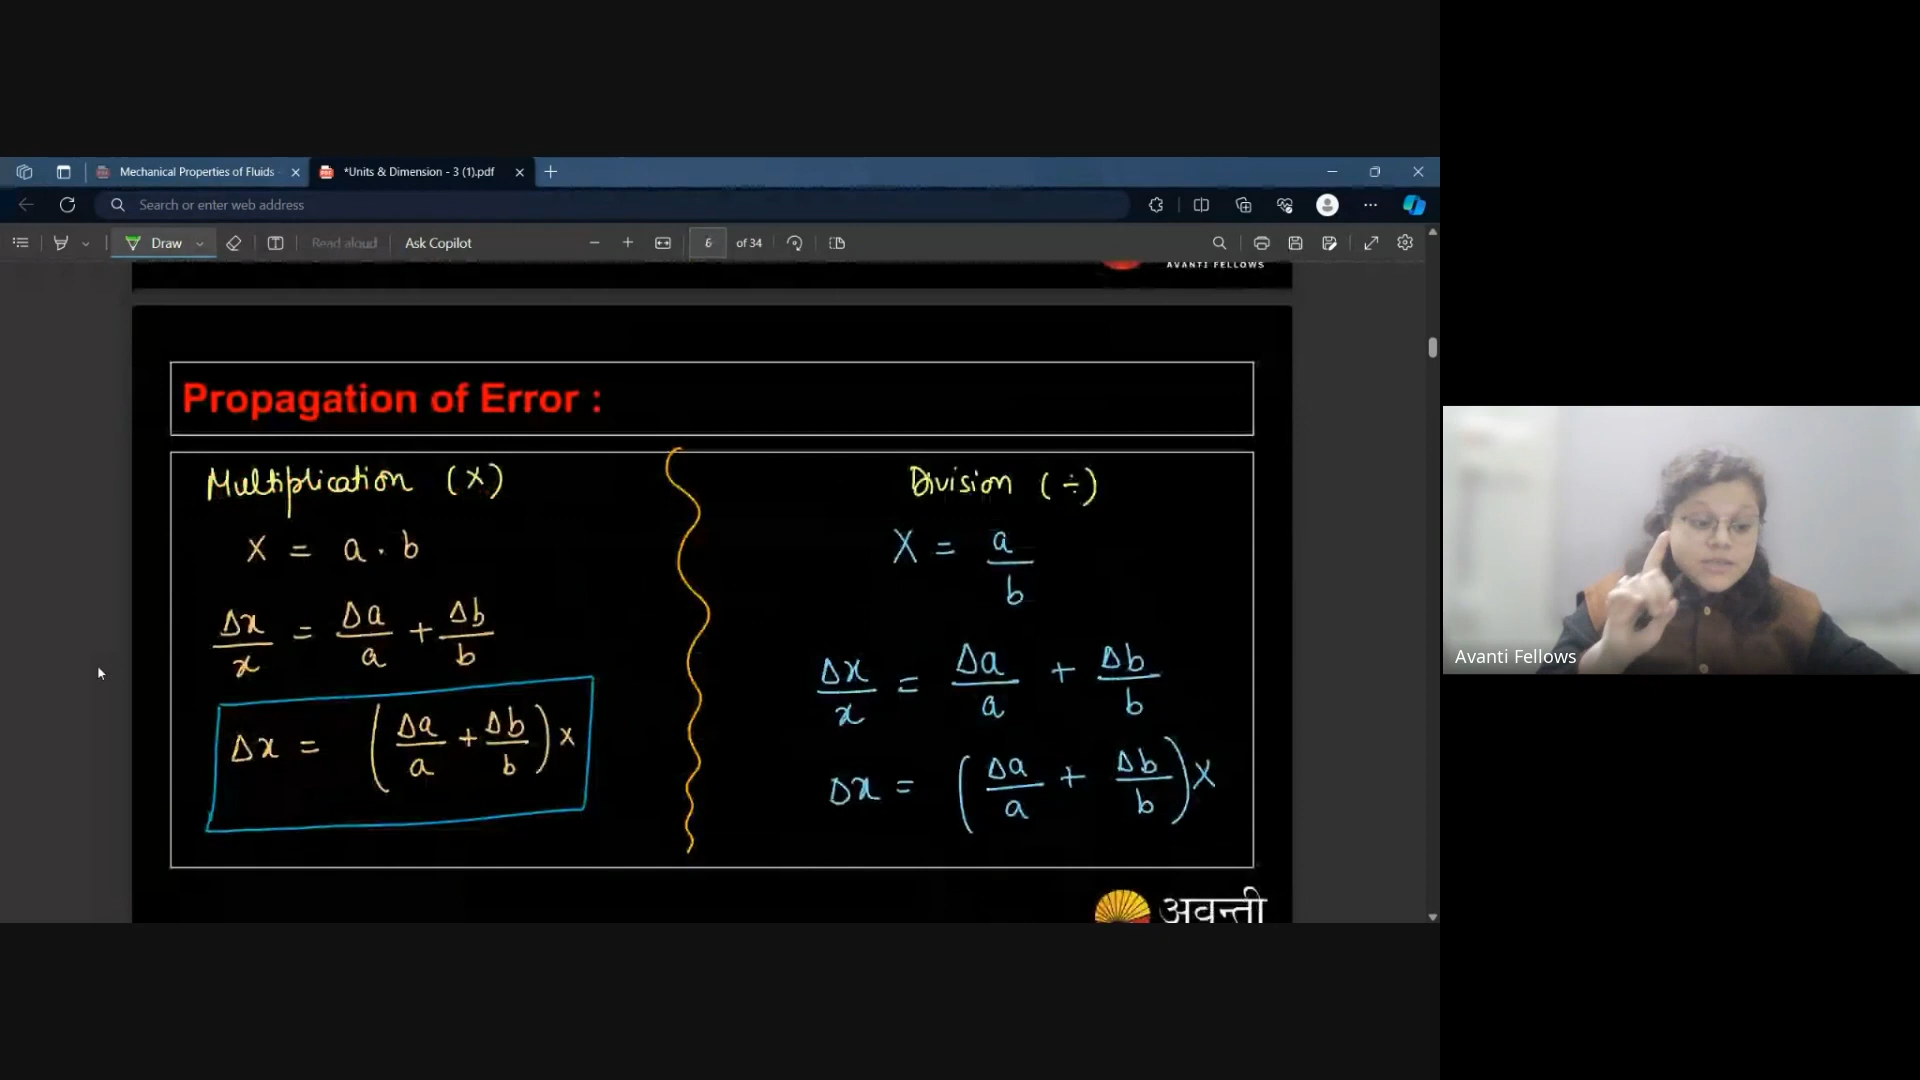 Mechanical Properties of Fluids
*Units & Dimension - 3 (1).pdf
Search or enter web address
Draw
Read aloud
Ask Copilot
6 of 34
AVANTI FELLOWS
Propagation of Error :
Multiplication (x)
X = a . b
Δx/x = Δa/a + Δb/b
Δx = (Δa/a + Δb/b) x
Division (÷)
X = a/b
Δx/x = Δa/a + Δb/b
Δx = (Δa/a + Δb/b) X
अवन्ती
Avanti Fellows